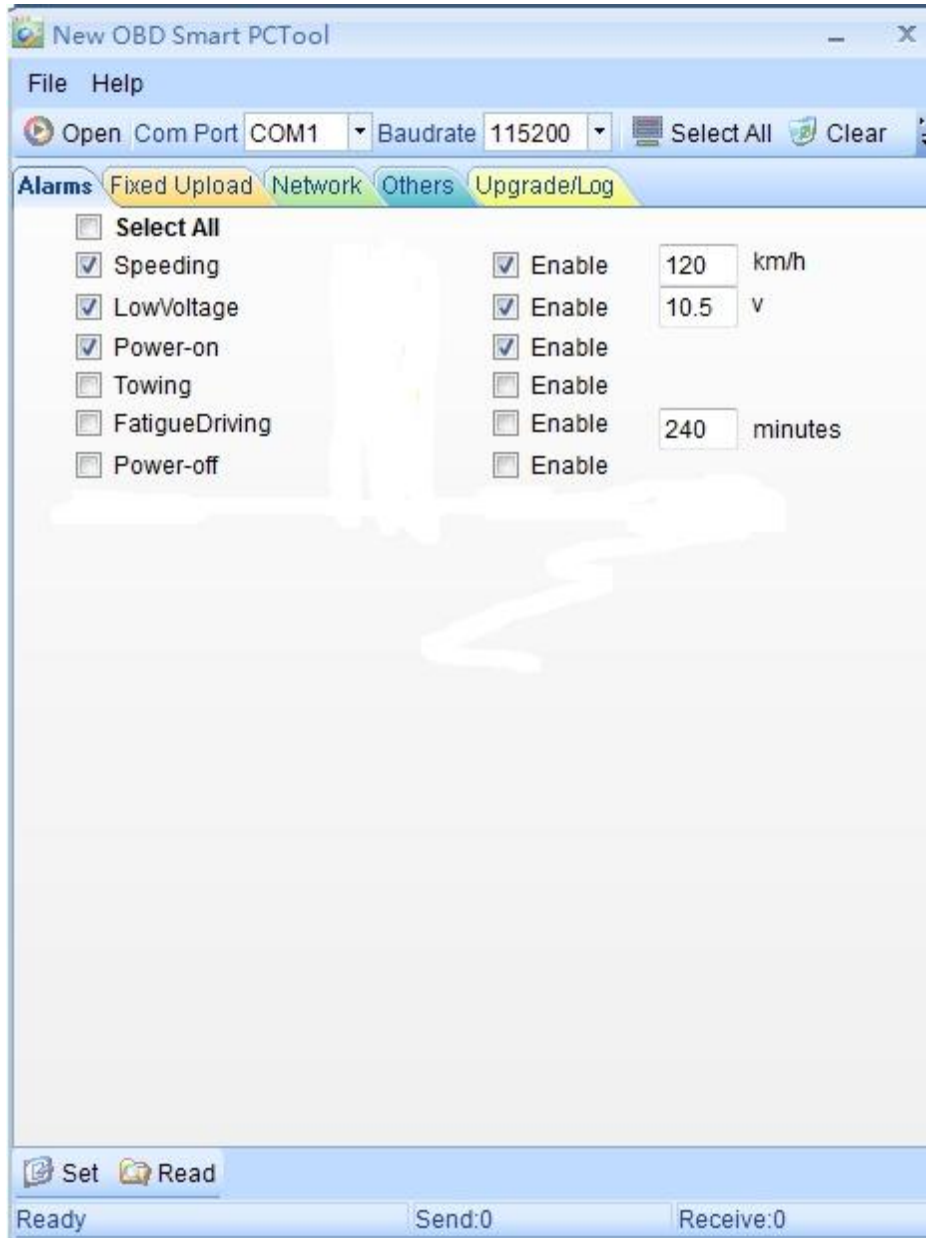 New OBD Smart PCTool
File Help
Open Com Port COM1 Baudrate 115200 Select All Clear
Alarms Fixed Upload Network Others Upgrade/Log
Select All
Speeding Enable 120 km/h
LowVoltage Enable 10.5 v
Power-on Enable
Towing Enable
FatigueDriving Enable 240 minutes
Power-off Enable
Set Read
Ready Send:0 Receive:0